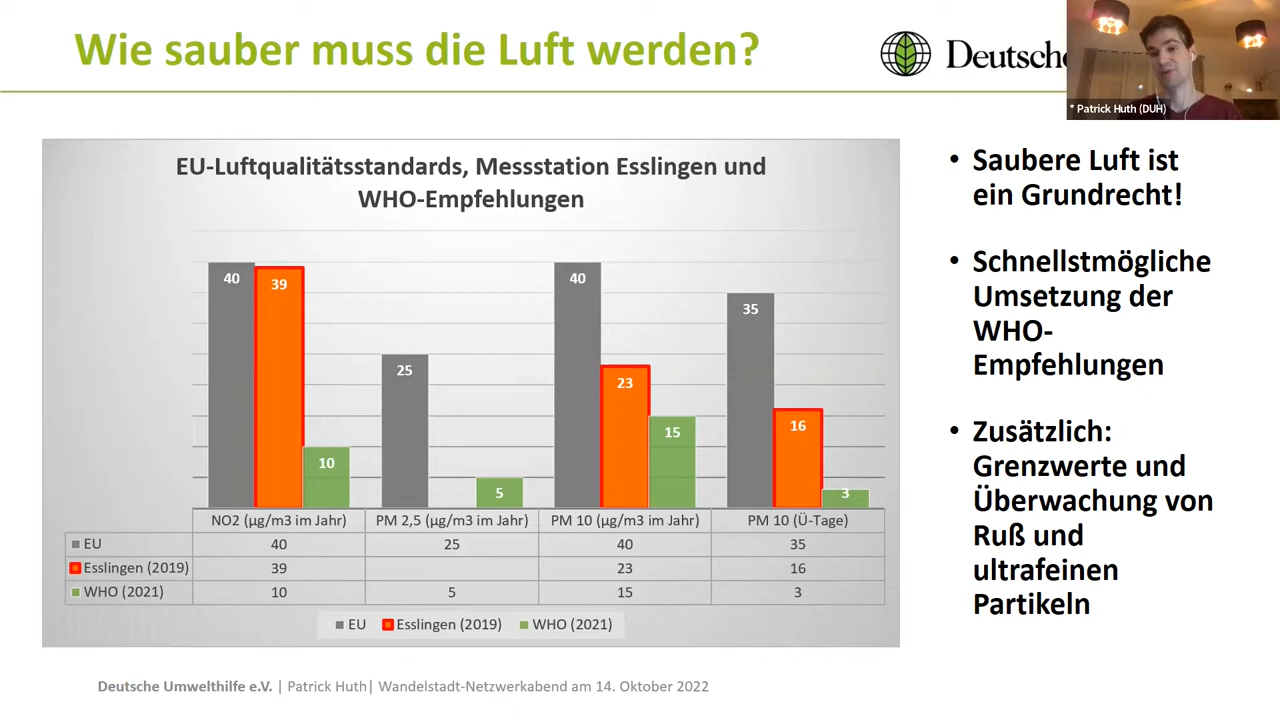 Wie sauber muss die Luft werden?
Deutsche
* Patrick Huth (DUH)
EU-Luftqualitätsstandards, Messstation Esslingen und
WHO-Empfehlungen
40
39
10
25
5
40
23
15
35
16
3
NO2 (µg/m3 im Jahr) PM 2,5 (µg/m3 im Jahr) PM 10 (µg/m3 im Jahr) PM 10 (Ü-Tage)
EU 40 25 40 35
Esslingen (2019) 39 23 16
WHO (2021) 10 5 15 3
EU Esslingen (2019) WHO (2021)
• Saubere Luft ist
ein Grundrecht!
• Schnellstmögliche
Umsetzung der
WHO-
Empfehlungen
• Zusätzlich:
Grenzwerte und
Überwachung von
Ruß und
ultrafeinen
Partikeln
Deutsche Umwelthilfe e.V. | Patrick Huth| Wandelstadt-Netzwerkabend am 14. Oktober 2022